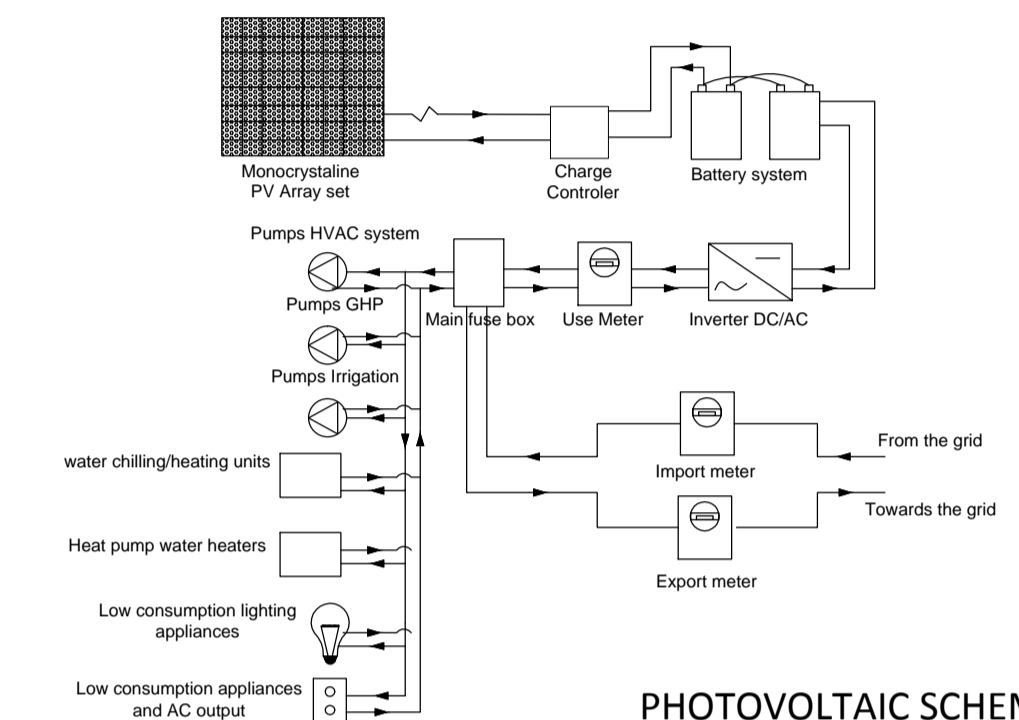 Monocrystaline
PV Array set
Charge
Controler
Battery system
Pumps HVAC system
Pumps GHP
Main fuse box
Use Meter
Inverter DC/AC
Pumps Irrigation
From the grid
Import meter
Towards the grid
Export meter
water chilling/heating units
Heat pump water heaters
Low consumption lighting
appliances
Low consumption appliances
and AC output
PHOTOVOLTAIC SCHEM